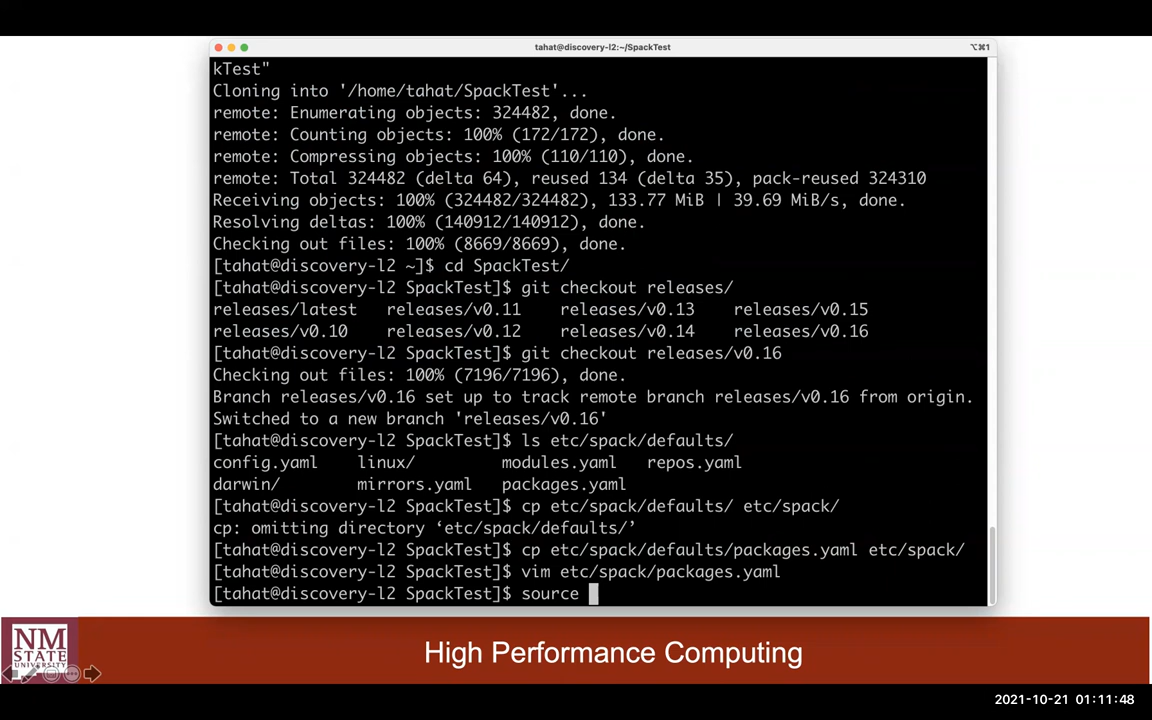 tahat@discovery-l2:~/SpackTest
⌥⌘1
kTest"
Cloning into '/home/tahat/SpackTest'...
remote: Enumerating objects: 324482, done.
remote: Counting objects: 100% (172/172), done.
remote: Compressing objects: 100% (110/110), done.
remote: Total 324482 (delta 64), reused 134 (delta 35), pack-reused 324310
Receiving objects: 100% (324482/324482), 133.77 MiB | 39.69 MiB/s, done.
Resolving deltas: 100% (140912/140912), done.
Checking out files: 100% (8669/8669), done.
[tahat@discovery-l2 ~]$ cd SpackTest/
[tahat@discovery-l2 SpackTest]$ git checkout releases/
releases/latest   releases/v0.11    releases/v0.13    releases/v0.15
releases/v0.10    releases/v0.12    releases/v0.14    releases/v0.16
[tahat@discovery-l2 SpackTest]$ git checkout releases/v0.16
Checking out files: 100% (7196/7196), done.
Branch releases/v0.16 set up to track remote branch releases/v0.16 from origin.
Switched to a new branch 'releases/v0.16'
[tahat@discovery-l2 SpackTest]$ ls etc/spack/defaults/
config.yaml    linux/         modules.yaml   repos.yaml
darwin/        mirrors.yaml   packages.yaml
[tahat@discovery-l2 SpackTest]$ cp etc/spack/defaults/ etc/spack/
cp: omitting directory ‘etc/spack/defaults/’
[tahat@discovery-l2 SpackTest]$ cp etc/spack/defaults/packages.yaml etc/spack/
[tahat@discovery-l2 SpackTest]$ vim etc/spack/packages.yaml
[tahat@discovery-l2 SpackTest]$ source
NM
STATE
UNIVERSITY
High Performance Computing
2021-10-21 01:11:48